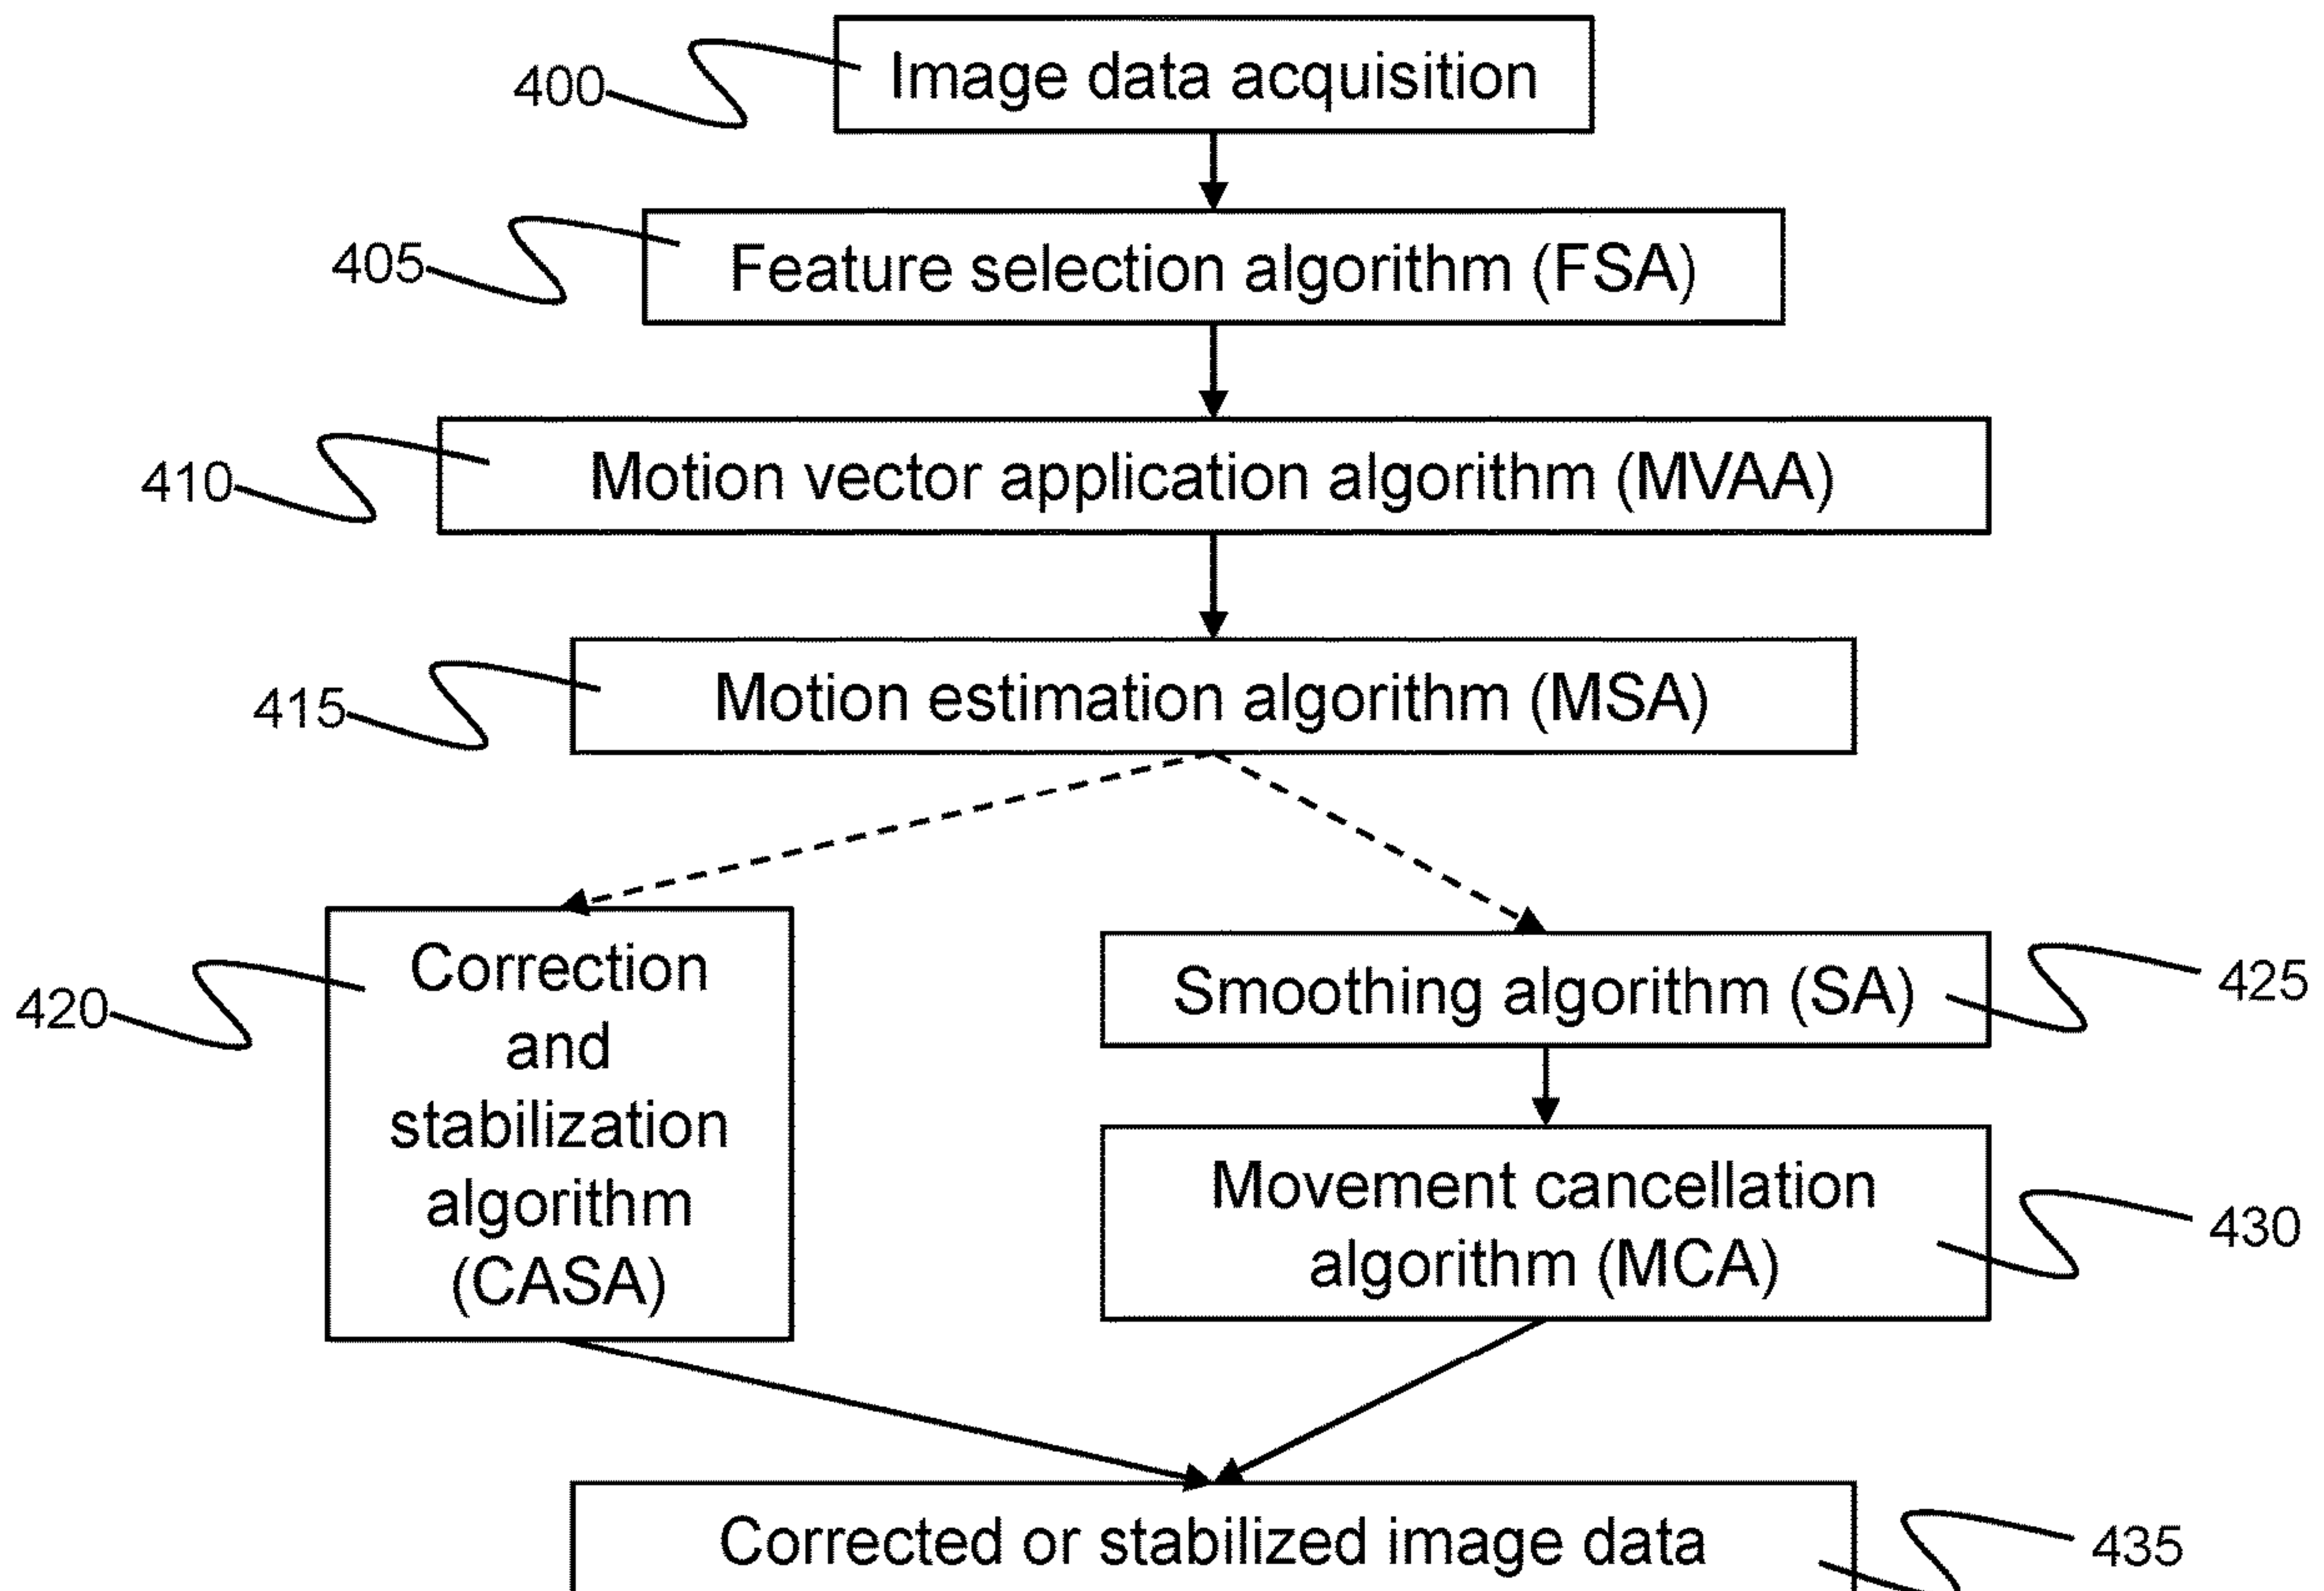 Image data acquisition
400
Feature selection algorithm (FSA)
405
Motion vector application algorithm (MVAA)
410
Motion estimation algorithm (MSA)
415
Correction
and
stabilization
algorithm
(CASA)
420
Smoothing algorithm (SA)
425
Movement cancellation
algorithm (MCA)
430
Corrected or stabilized image data
435